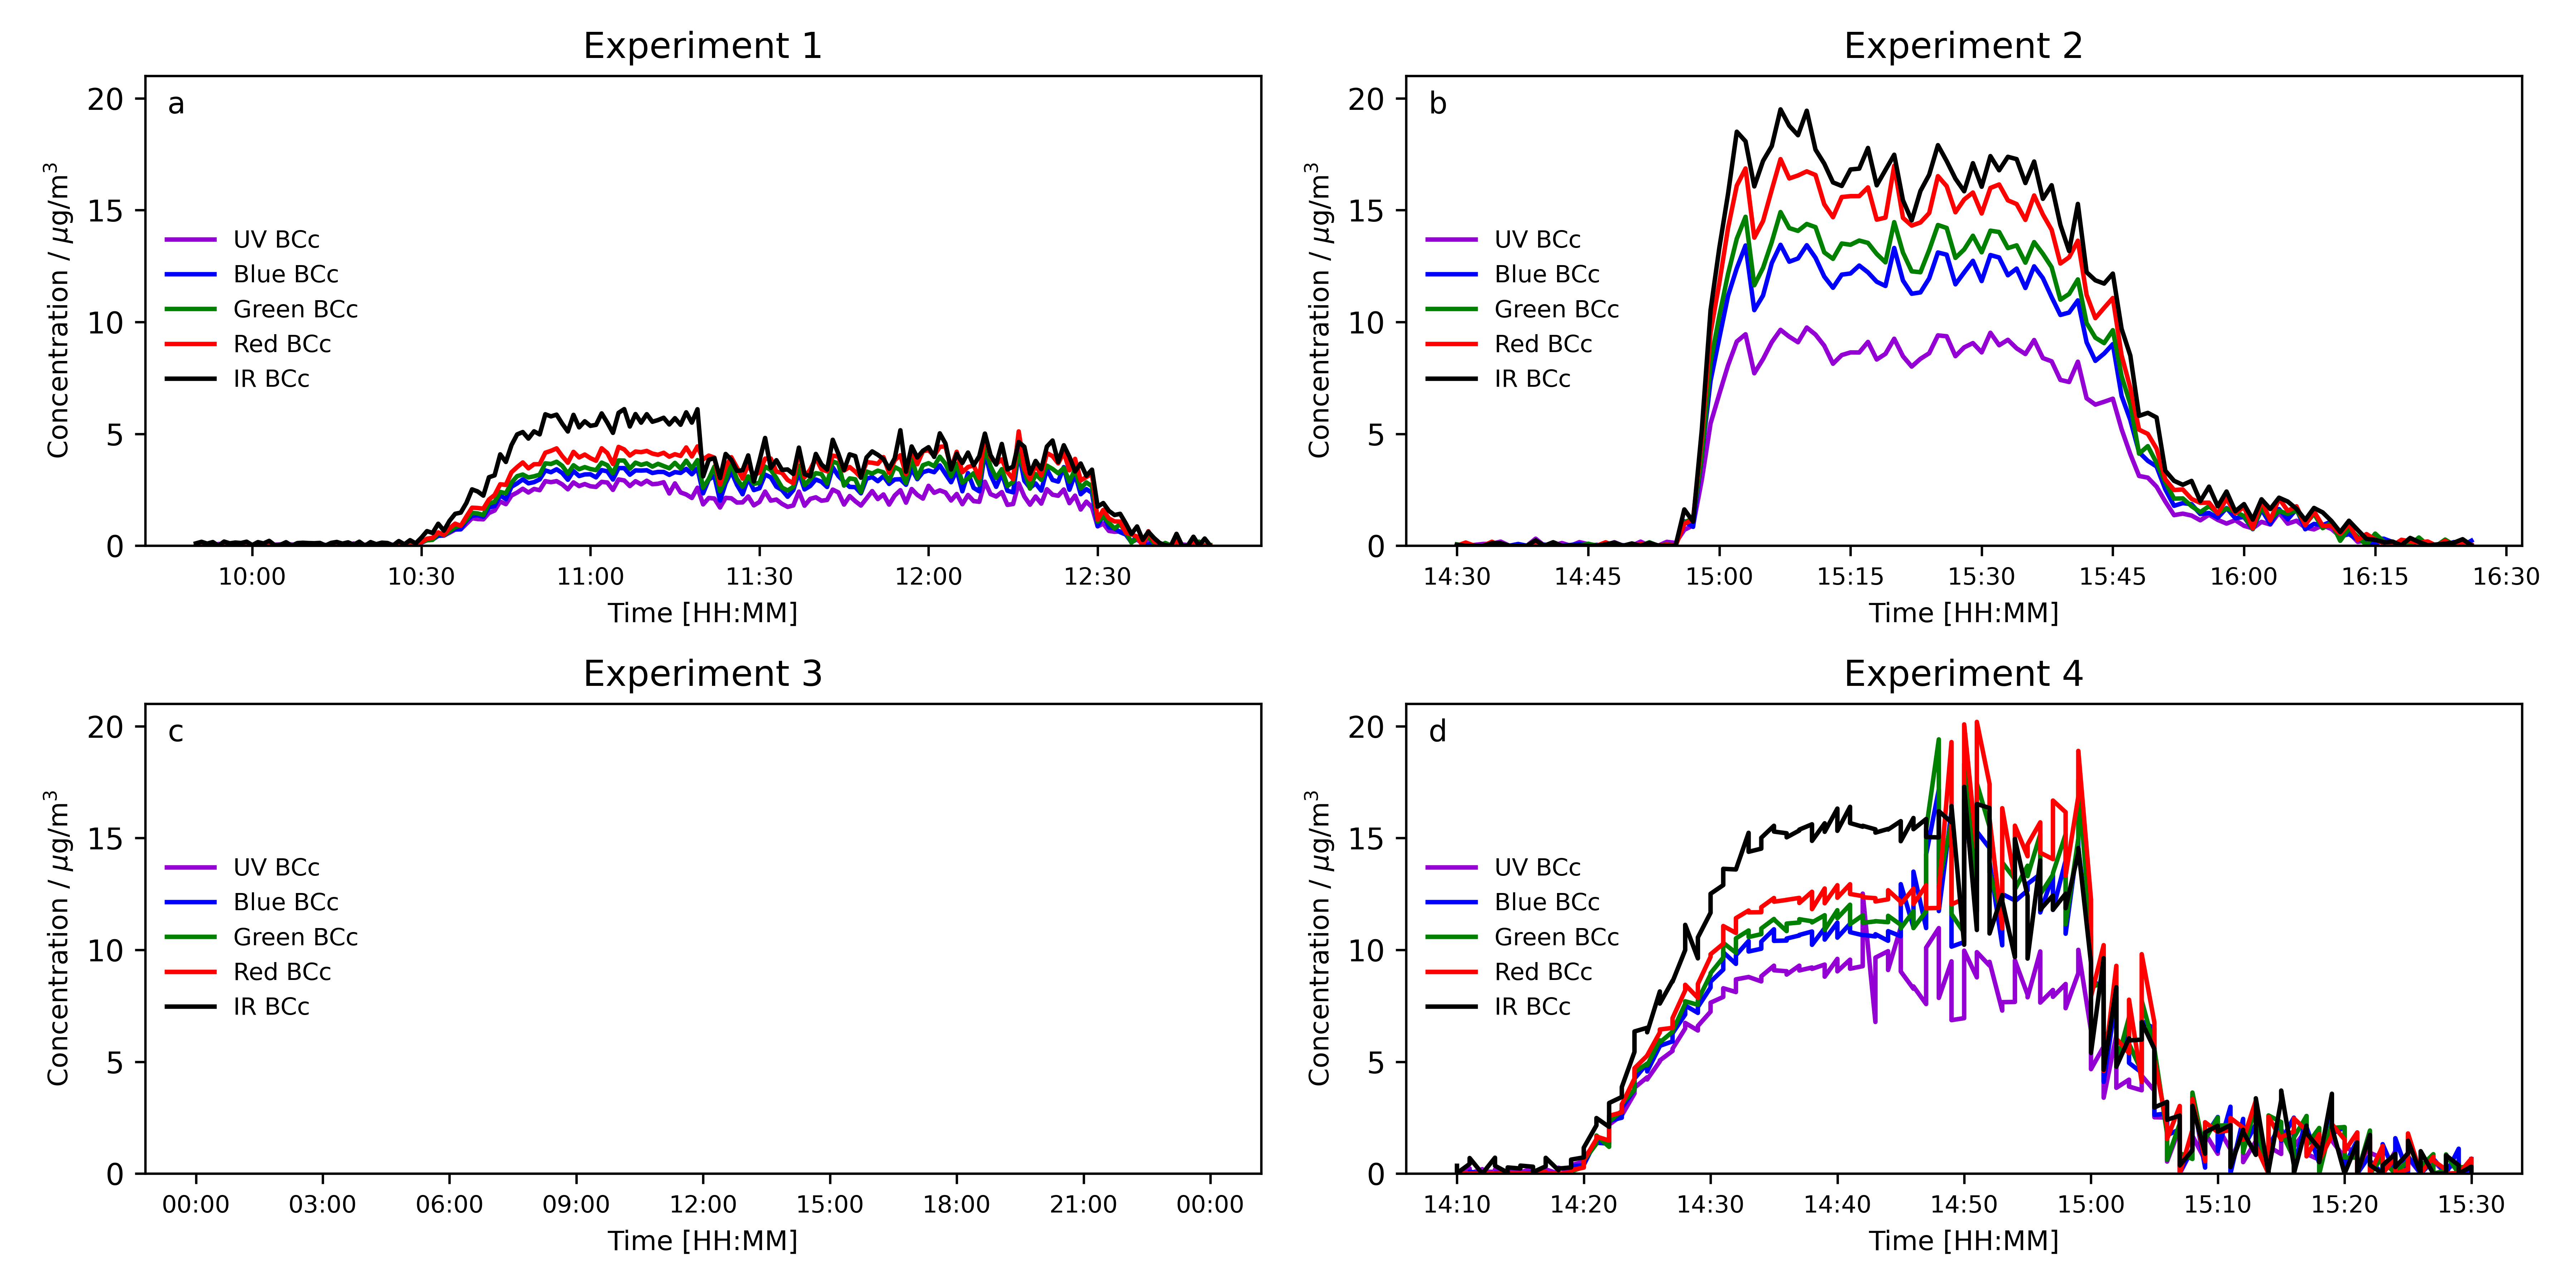 Experiment 1
a
20
15
10
5
0
Concentration / μg/m³
UV BCc
Blue BCc
Green BCc
Red BCc
IR BCc
10:00 10:30 11:00 11:30 12:00 12:30
Time [HH:MM]
Experiment 2
b
20
15
10
5
0
Concentration / μg/m³
UV BCc
Blue BCc
Green BCc
Red BCc
IR BCc
14:30 14:45 15:00 15:15 15:30 15:45 16:00 16:15 16:30
Time [HH:MM]
Experiment 3
c
20
15
10
5
0
Concentration / μg/m³
UV BCc
Blue BCc
Green BCc
Red BCc
IR BCc
00:00 03:00 06:00 09:00 12:00 15:00 18:00 21:00 00:00
Time [HH:MM]
Experiment 4
d
20
15
10
5
0
Concentration / μg/m³
UV BCc
Blue BCc
Green BCc
Red BCc
IR BCc
14:10 14:20 14:30 14:40 14:50 15:00 15:10 15:20 15:30
Time [HH:MM]